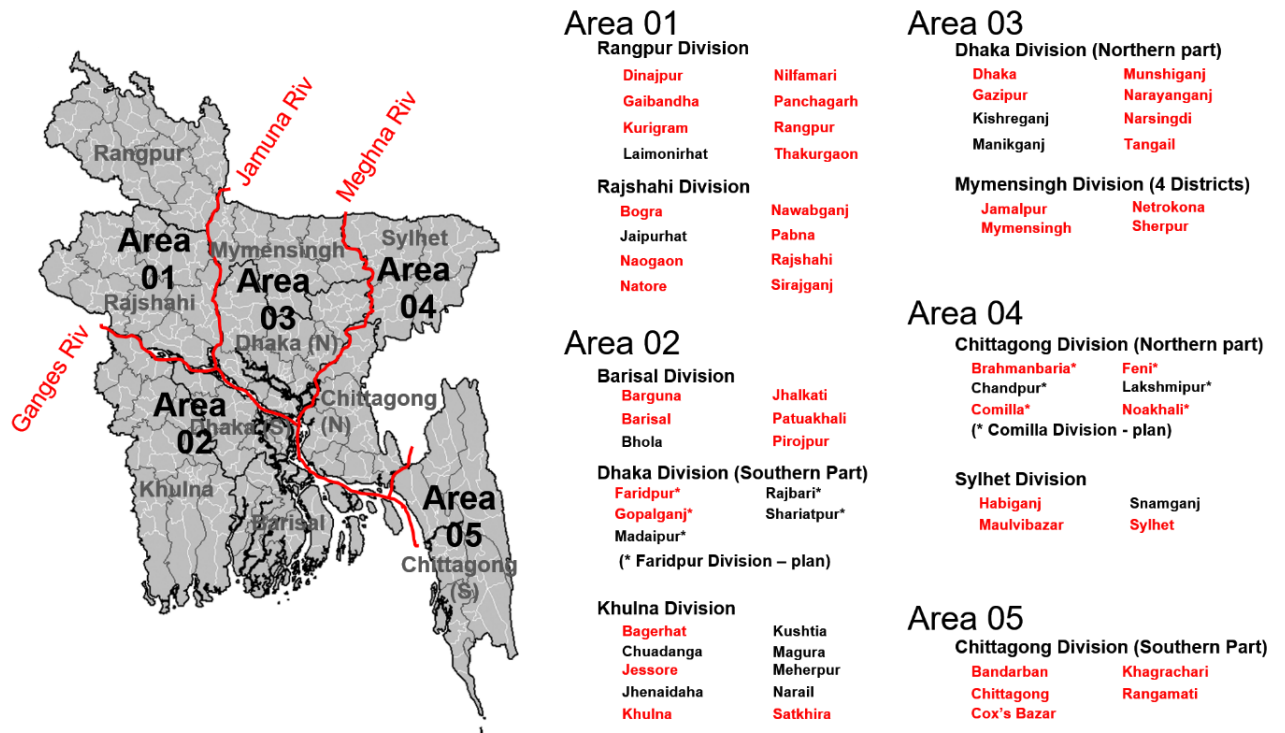 Rangpur
Jamuna Riv
Meghna Riv
Area
01
Rajshahi
Mymensingh
Area
03
Dhaka (N)
Sylhet
Area
04
Ganges Riv
Area
02
Dhaka (S)
Khulna
Barisal
Chittagong
(N)
Area
05
Chittagong
(S)
Area 01
Rangpur Division
Dinajpur Nilfamari
Gaibandha Panchagarh
Kurigram Rangpur
Laimonirhat Thakurgaon
Rajshahi Division
Bogra Nawabganj
Jaipurhat Pabna
Naogaon Rajshahi
Natore Sirajganj
Area 02
Barisal Division
Barguna Jhalkati
Barisal Patuakhali
Bhola Pirojpur
Dhaka Division (Southern Part)
Faridpur* Rajbari*
Gopalganj* Shariatpur*
Madaipur*
(* Faridpur Division – plan)
Khulna Division
Bagerhat Kushtia
Chuadanga Magura
Jessore Meherpur
Jhenaidaha Narail
Khulna Satkhira
Area 03
Dhaka Division (Northern part)
Dhaka Munshiganj
Gazipur Narayanganj
Kishreganj Narsingdi
Manikganj Tangail
Mymensingh Division (4 Districts)
Jamalpur Netrokona
Mymensingh Sherpur
Area 04
Chittagong Division (Northern part)
Brahmanbaria* Feni*
Chandpur* Lakshmipur*
Comilla* Noakhali*
(* Comilla Division - plan)
Sylhet Division
Habiganj Snamganj
Maulvibazar Sylhet
Area 05
Chittagong Division (Southern Part)
Bandarban Khagrachari
Chittagong Rangamati
Cox's Bazar